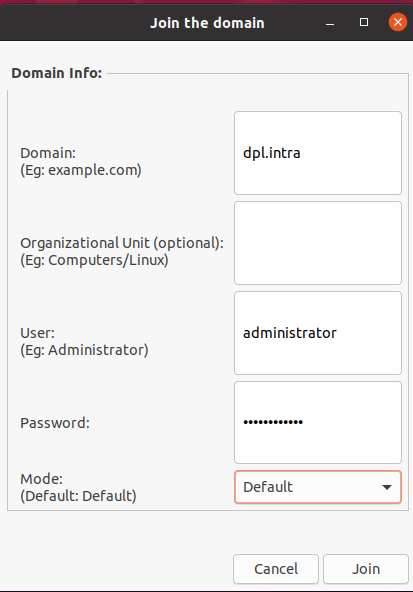 Join the domain
Domain Info:
Domain:
(Eg: example.com)
dpl.intra
Organizational Unit (optional):
(Eg: Computers/Linux)
User:
(Eg: Administrator)
administrator
Password:
••••••••••••
Mode:
(Default: Default)
Default
Cancel
Join